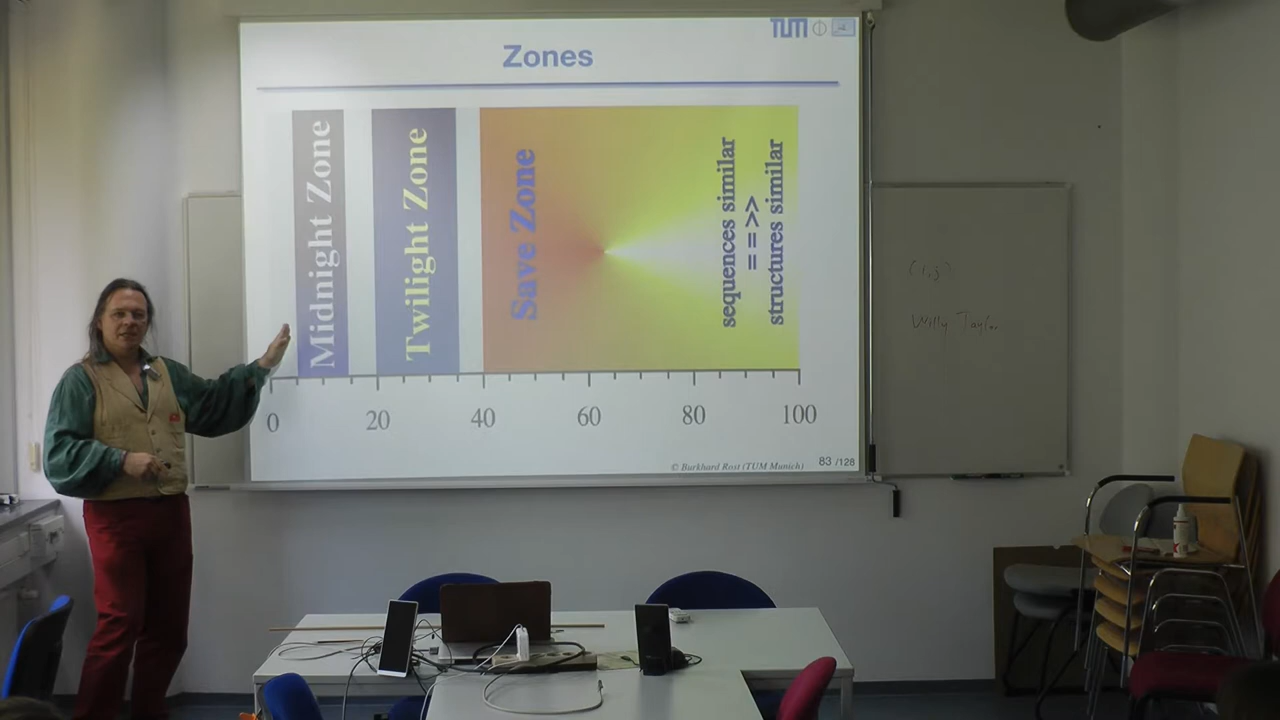 TUM
Zones
Midnight Zone
Twilight Zone
Save Zone
sequences similar
= = >>
structures similar
0 20 40 60 80 100
© Burkhard Rost (TUM Munich) 83 /128
(i,j)
Willy Taylor